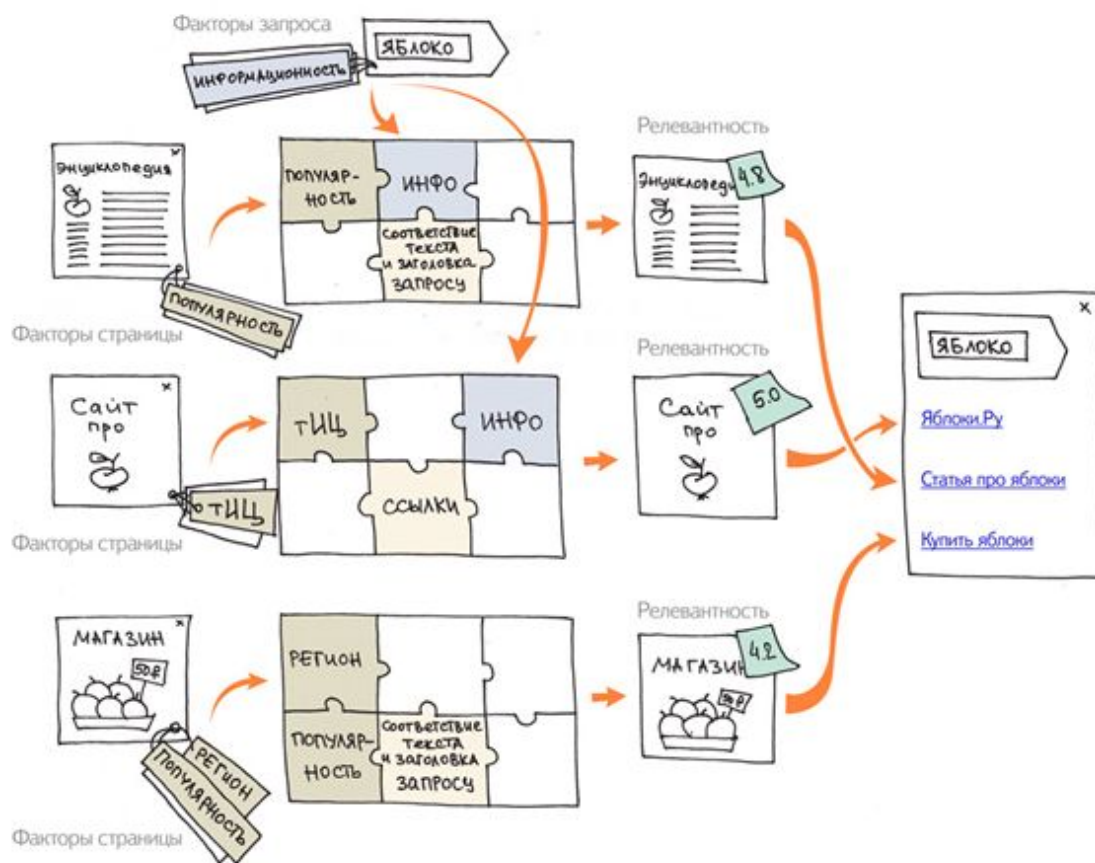 Факторы запроса
ЯБЛОКО
ИНФОРМАЦИОННОСТЬ
Релевантность
ЭНЦИКЛОПЕДИЯ
ПОПУЛЯР-
НОСТЬ
ИНФО
СООТВЕТСТВИЕ
ТЕКСТА
И ЗАГОЛОВКА
ЗАПРОСУ
4.8
ПОПУЛЯРНОСТЬ
Факторы страницы
Релевантность
ЯБЛОКО
Сайт
про
тИЦ
ИНФО
ССЫЛКИ
Сайт
про
5.0
Яблоки.Ру
Статья про яблоки
Купить яблоки
тИЦ
Факторы страницы
Релевантность
МАГАЗИН
50₽
РЕГИОН
ПОПУЛЯР-
НОСТЬ
СООТВЕТСТВИЕ
ТЕКСТА
И ЗАГОЛОВКА
ЗАПРОСУ
4.2
РЕГИОН
ПОПУЛЯРНОСТЬ
Факторы страницы